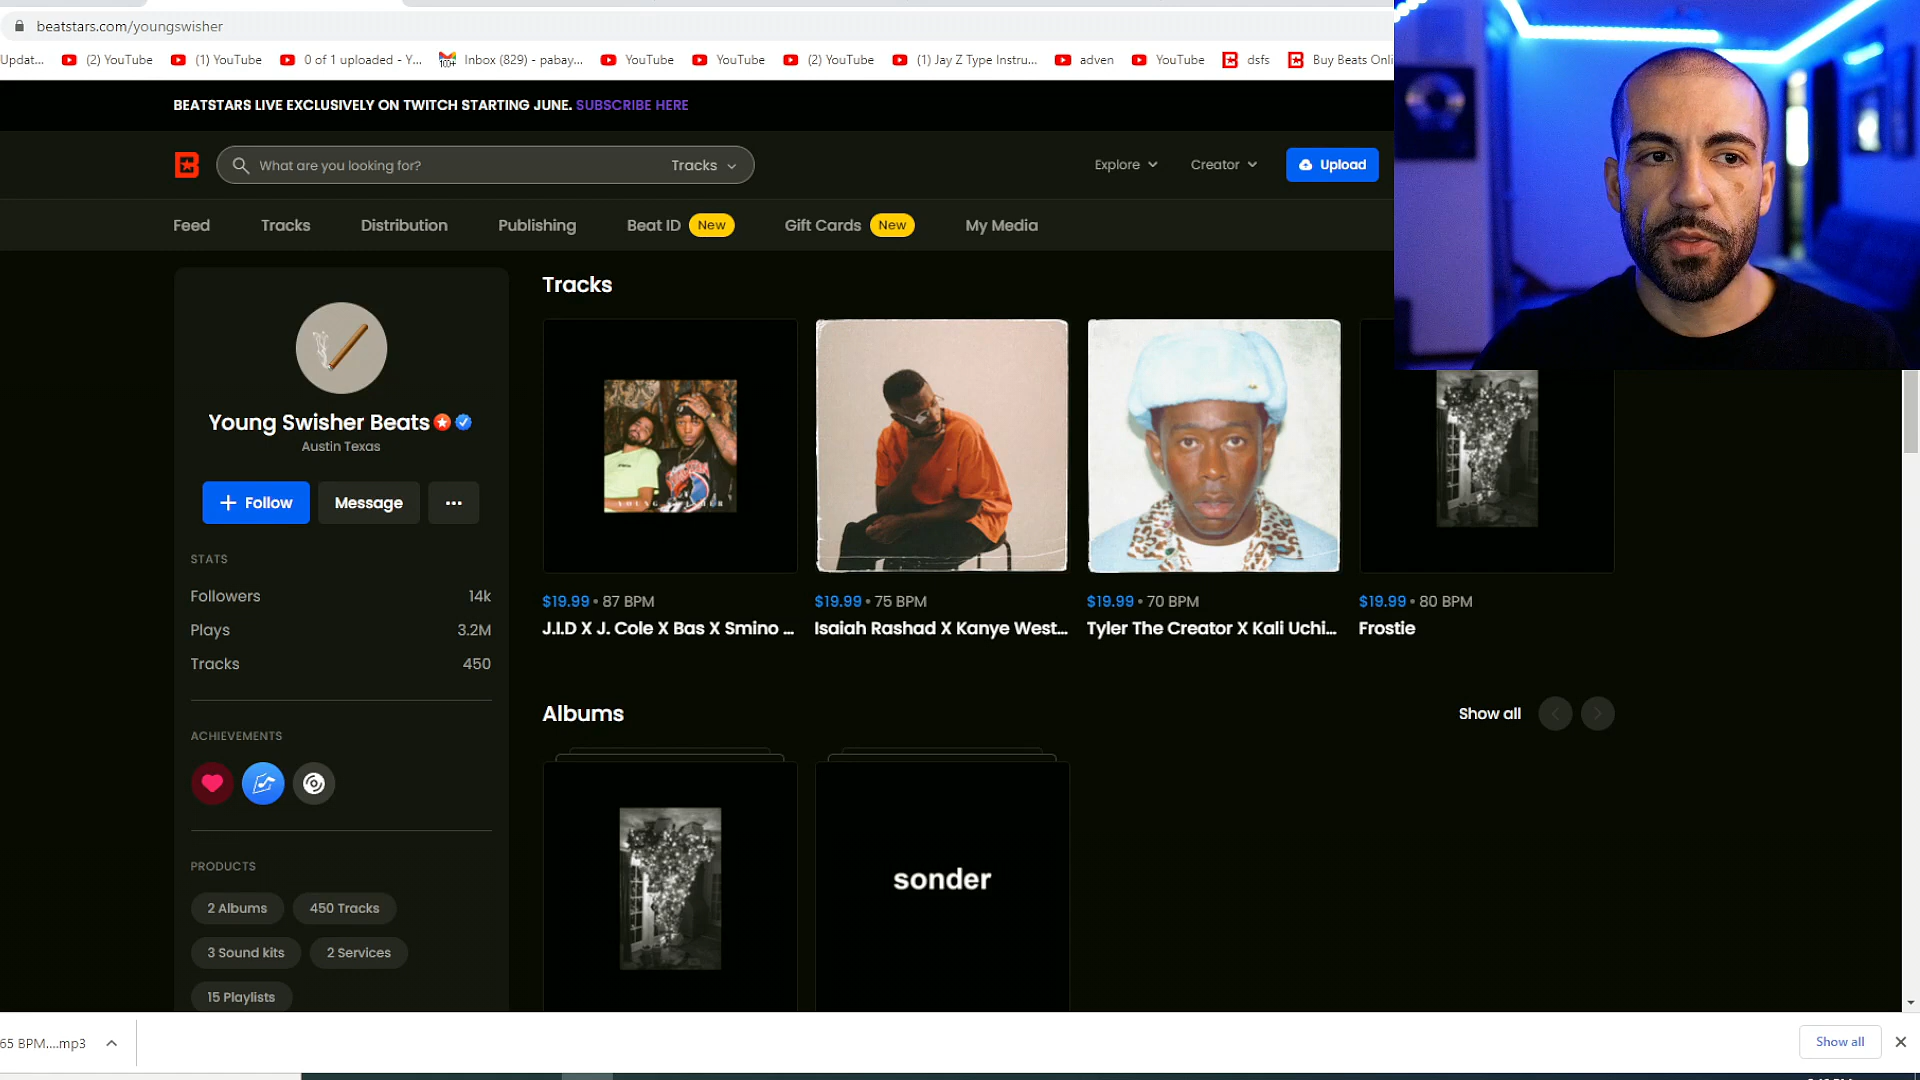 beatstars.com/youngswisher
Updat... (2) YouTube (1) YouTube 0 of 1 uploaded - Y... Inbox (829) - pabay... YouTube YouTube (2) YouTube (1) Jay Z Type Instru... adven YouTube dsfs Buy Beats Onli
BEATSTARS LIVE EXCLUSIVELY ON TWITCH STARTING JUNE. SUBSCRIBE HERE
What are you looking for? Tracks Explore Creator Upload
Feed Tracks Distribution Publishing Beat ID New Gift Cards New My Media
Young Swisher Beats
Austin Texas
Follow Message ...
STATS
Followers 14k
Plays 3.2M
Tracks 450
ACHIEVEMENTS
PRODUCTS
2 Albums 450 Tracks
3 Sound kits 2 Services
15 Playlists
Tracks
YOUNG SWISHER
$19.99 • 87 BPM
J.I.D X J. Cole X Bas X Smino ...
$19.99 • 75 BPM
Isaiah Rashad X Kanye West...
$19.99 • 70 BPM
Tyler The Creator X Kali Uchi...
$19.99 • 80 BPM
Frostie
Albums Show all
sonder
65 BPM....mp3 Show all